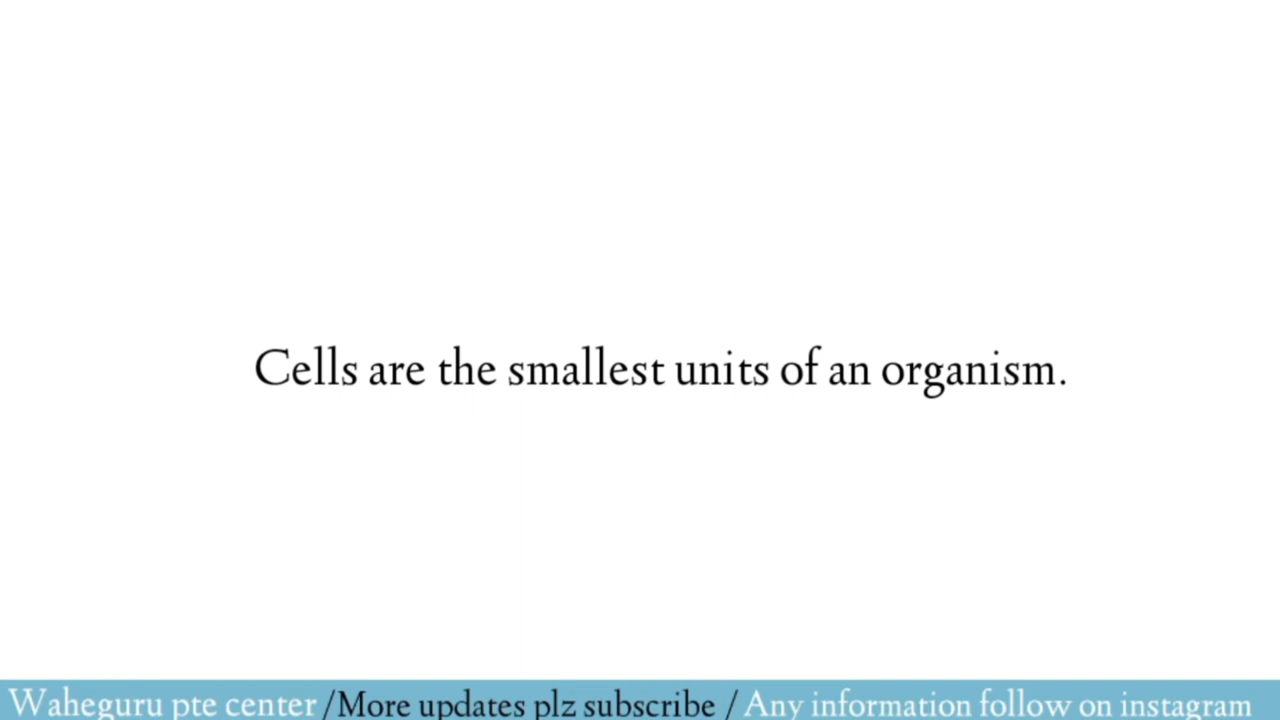 Cells are the smallest units of an organism.
Waheguru pte center /More updates plz subscribe / Any information follow on instagram